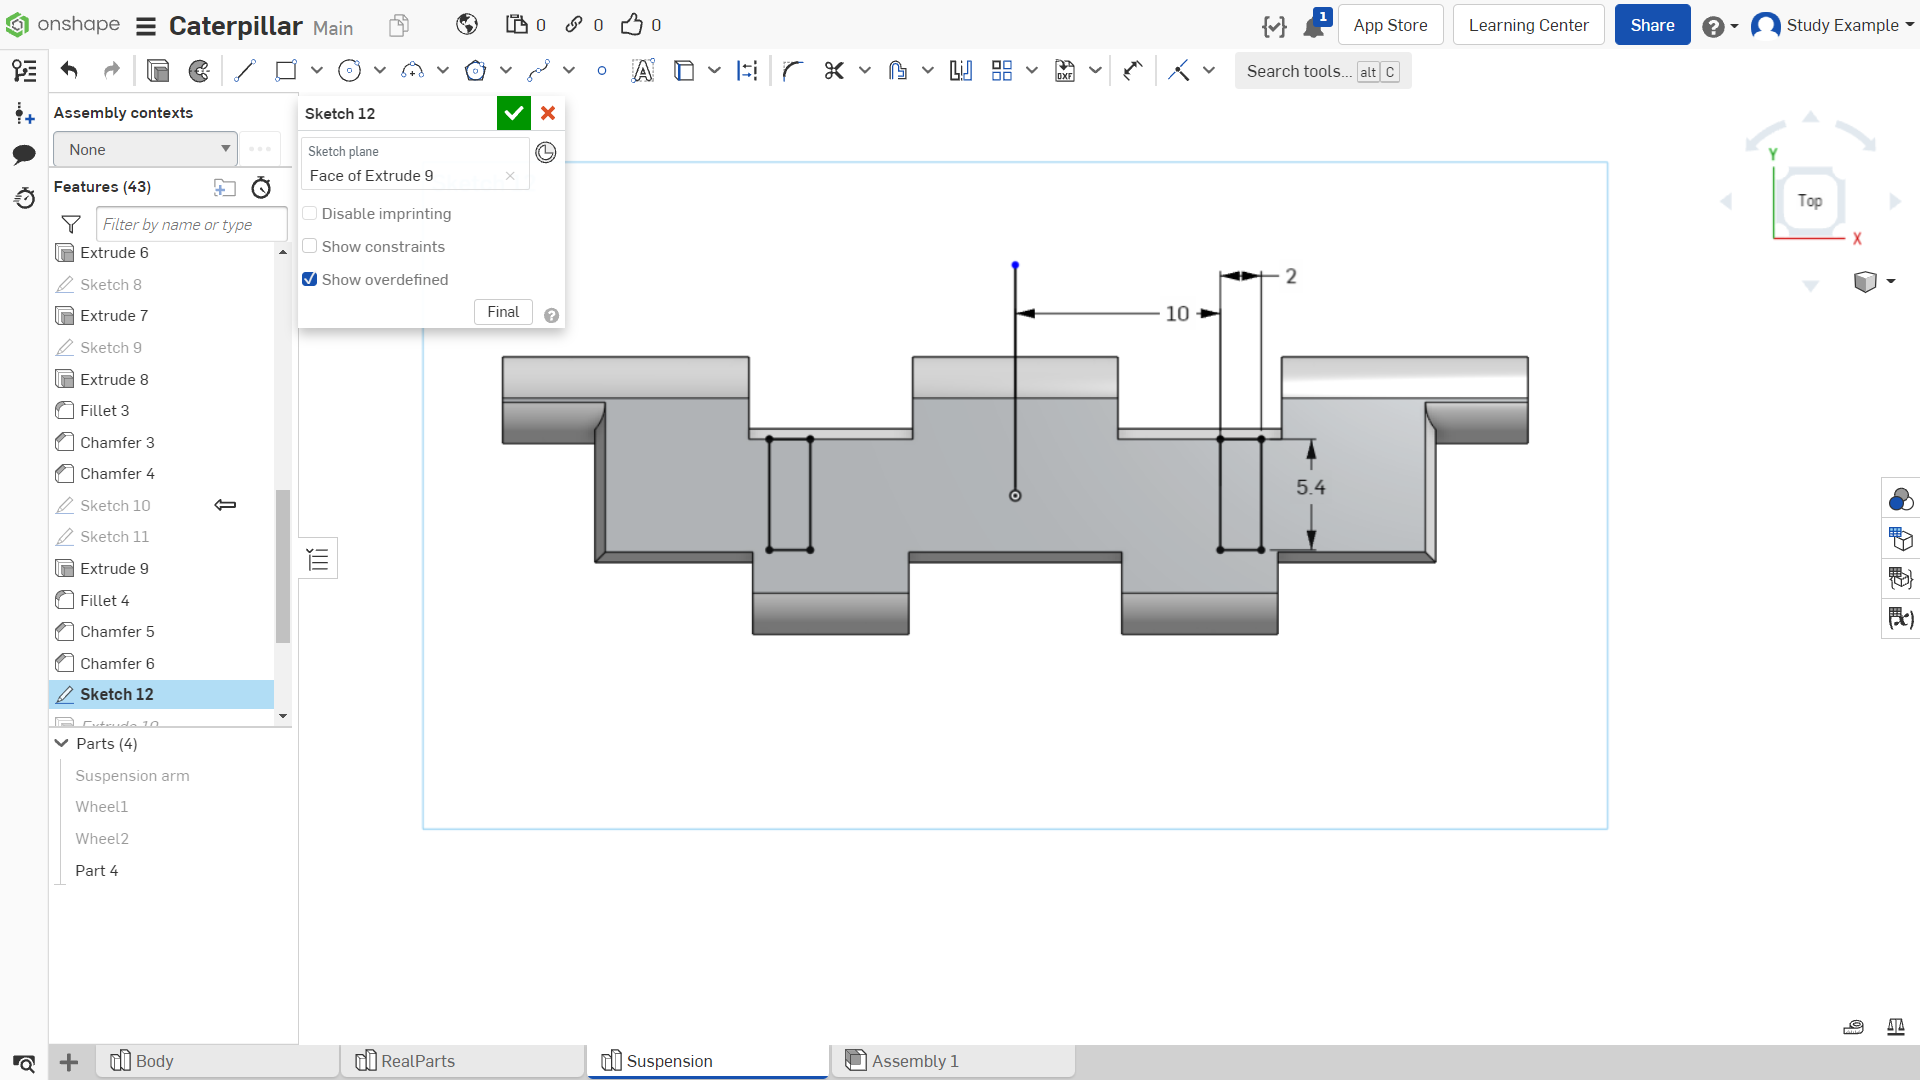 onshape
Caterpillar Main
0 0 0
1
App Store
Learning Center
Share
Study Example
Search tools... alt C
Assembly contexts
None
Features (43)
Filter by name or type
Extrude 6
Sketch 8
Extrude 7
Sketch 9
Extrude 8
Fillet 3
Chamfer 3
Chamfer 4
Sketch 10
Sketch 11
Extrude 9
Fillet 4
Chamfer 5
Chamfer 6
Sketch 12
Extrude 10
Parts (4)
Suspension arm
Wheel1
Wheel2
Part 4
Sketch 12
Sketch plane
Face of Extrude 9
Disable imprinting
Show constraints
Show overdefined
Final
2
10
5.4
Y
Top
X
Body
RealParts
Suspension
Assembly 1